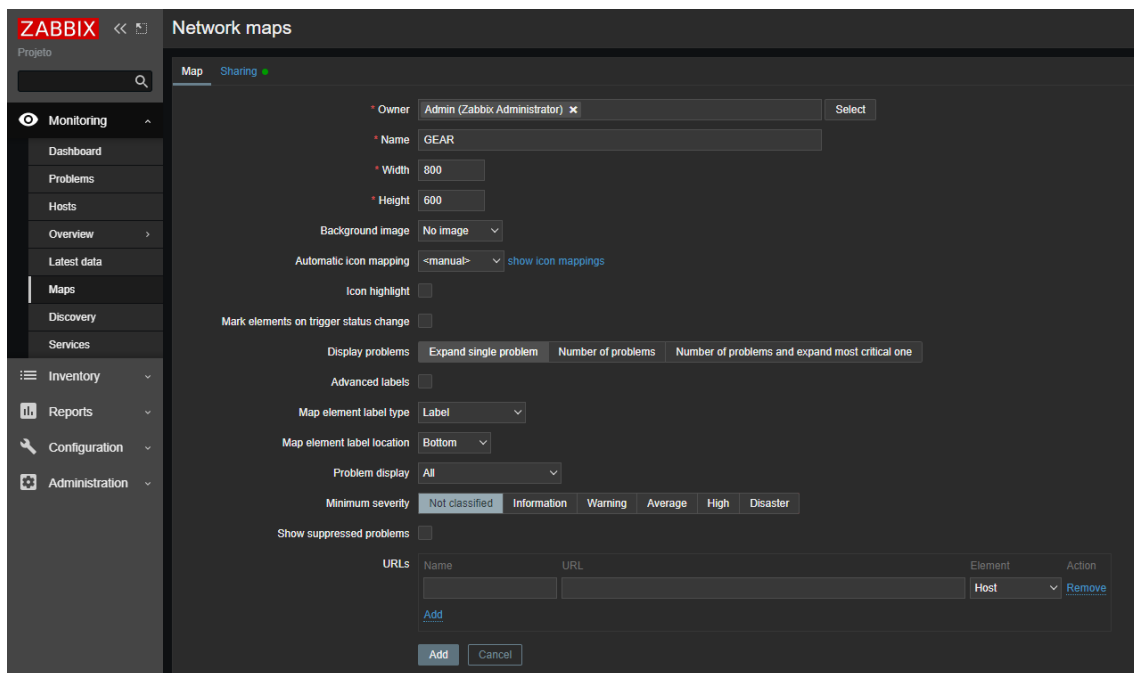 ZABBIX
Network maps
Projeto
Map Sharing
* Owner Admin (Zabbix Administrator) Select
Monitoring
* Name GEAR
Dashboard
* Width 800
Problems
Hosts
* Height 600
Overview
Background image No image
Latest data
Automatic icon mapping <manual> show icon mappings
Maps
Icon highlight
Discovery
Mark elements on trigger status change
Services
Display problems Expand single problem Number of problems Number of problems and expand most critical one
Inventory
Advanced labels
Reports
Map element label type Label
Configuration
Map element label location Bottom
Administration
Problem display All
Minimum severity Not classified Information Warning Average High Disaster
Show suppressed problems
URLs Name URL Element Action
Host Remove
Add
Add Cancel